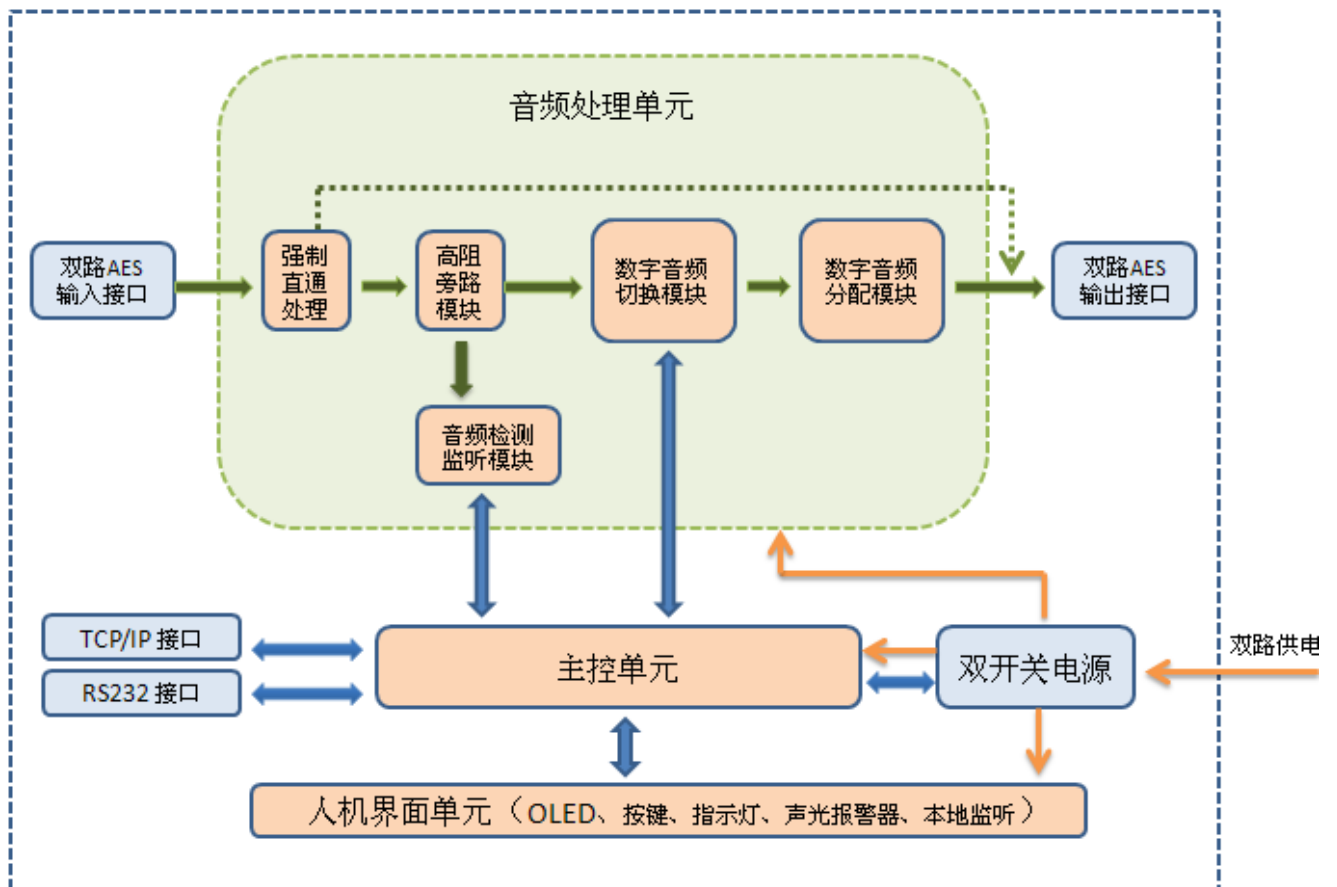 音频处理单元
双路AES
输入接口
强制
直通
处理
高阻
旁路
模块
数字音频
切换模块
数字音频
分配模块
双路AES
输出接口
音频检测
监听模块
TCP/IP 接口
RS232 接口
主控单元
双开关电源
双路供电
人机界面单元（OLED、按键、指示灯、声光报警器、本地监听）